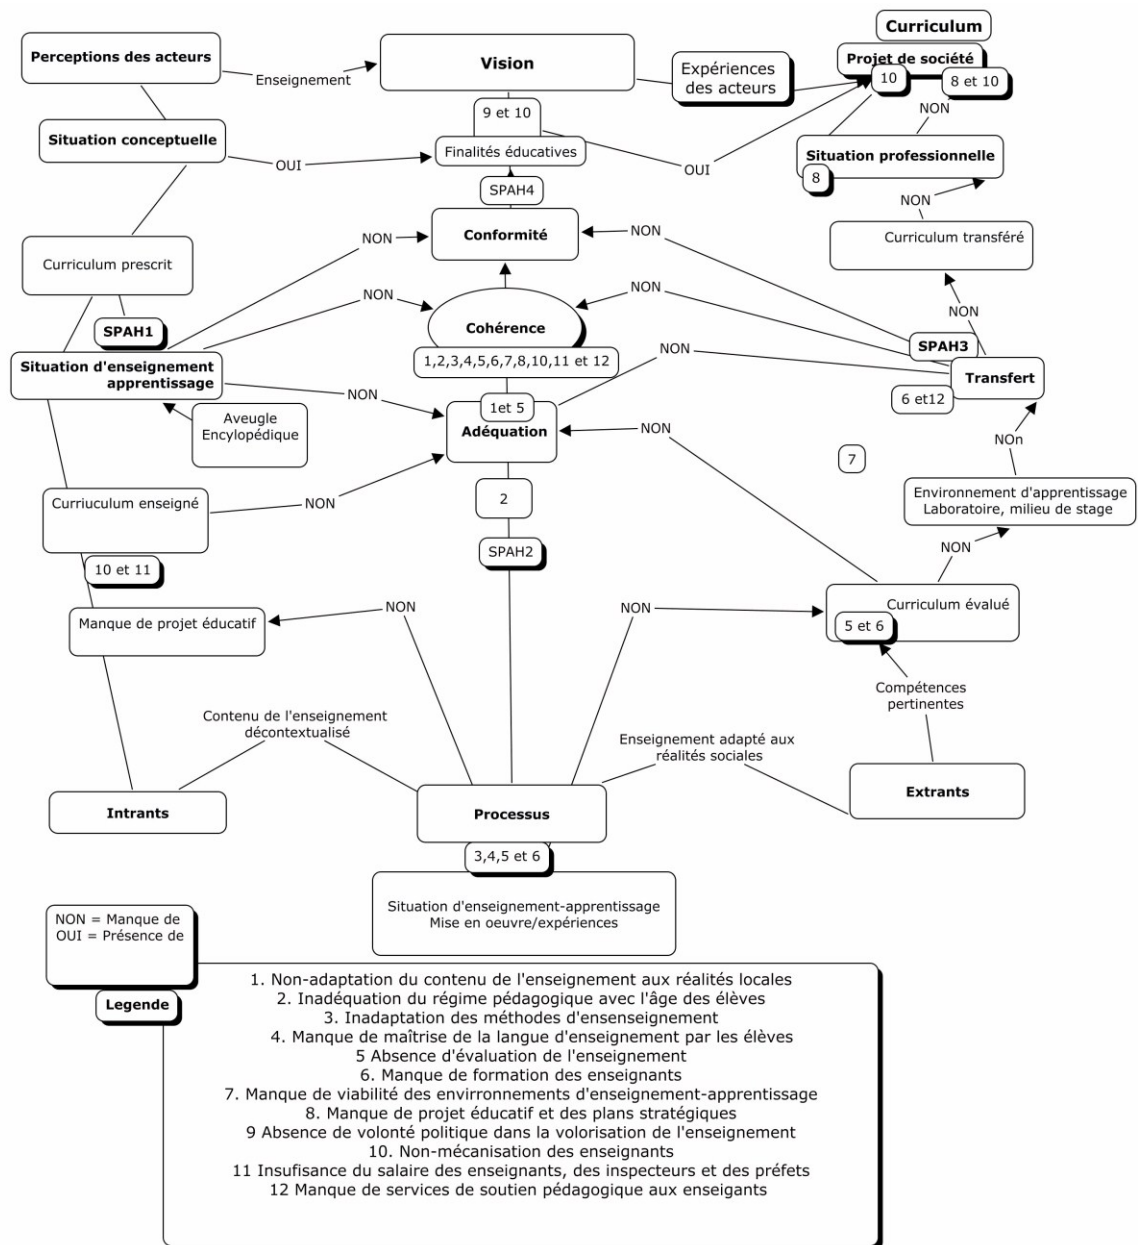 Curriculum
Perceptions des acteurs
Vision
Projet de société
Enseignement
Expériences
des acteurs
10
8 et 10
NON
9 et 10
Situation conceptuelle
OUI
Finalités éducatives
OUI
Situation professionnelle
8
SPAH4
NON
NON
Conformité
NON
Curriculum transféré
Curriculum prescrit
NON
NON
NON
SPAH1
Cohérence
SPAH3
NON
1,2,3,4,5,6,7,8,10,11 et 12
Situation d'enseignement
apprentissage
Transfert
NON
6 et12
1et 5
Aveugle
Encylopédique
Adéquation
NON
NOn
7
Curriuculum enseigné
NON
2
Environnement d'apprentissage
Laboratoire, milieu de stage
SPAH2
NON
10 et 11
Curriculum évalué
5 et 6
NON
NON
Manque de projet éducatif
Compétences
pertinentes
Contenu de l'enseignement
décontextualisé
Enseignement adapté aux
réalités sociales
Intrants
Processus
Extrants
3,4,5 et 6
Situation d'enseignement-apprentissage
Mise en oeuvre/expériences
NON = Manque de
OUI = Présence de
Legende
1. Non-adaptation du contenu de l'enseignement aux réalités locales
2. Inadéquation du régime pédagogique avec l'âge des élèves
3. Inadaptation des méthodes d'ensenseignement
4. Manque de maîtrise de la langue d'enseignement par les élèves
5 Absence d'évaluation de l'enseignement
6. Manque de formation des enseignants
7. Manque de viabilité des envirronnements d'enseignement-apprentissage
8. Manque de projet éducatif et des plans stratégiques
9 Absence de volonté politique dans la volorisation de l'enseignement
10. Non-mécanisation des enseignants
11 Insufisance du salaire des enseignants, des inspecteurs et des préfets
12 Manque de services de soutien pédagogique aux enseigants